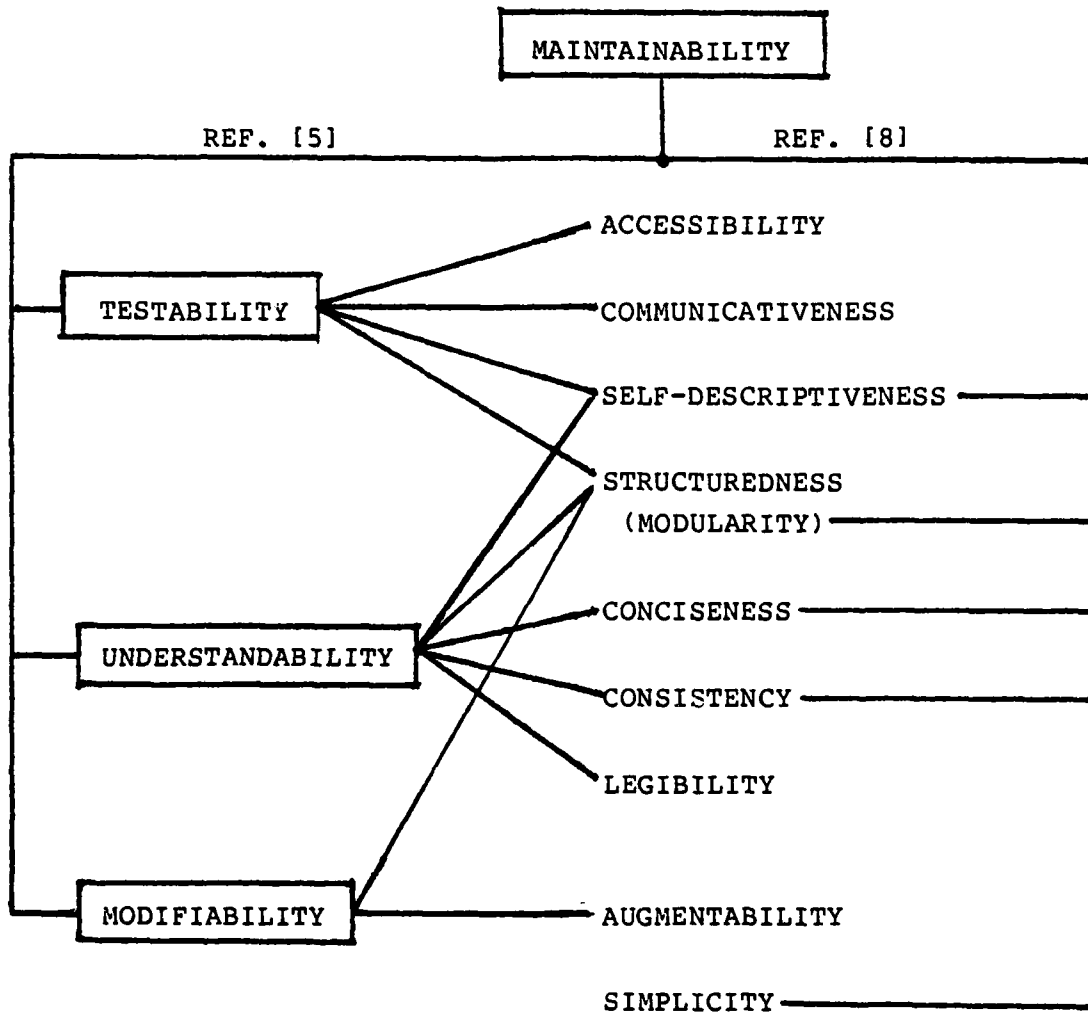 MAINTAINABILITY
REF. [5]
REF. [8]
ACCESSIBILITY
TESTABILITY
COMMUNICATIVENESS
SELF-DESCRIPTIVENESS
STRUCTUREDNESS
(MODULARITY)
CONCISENESS
UNDERSTANDABILITY
CONSISTENCY
LEGIBILITY
MODIFIABILITY
AUGMENTABILITY
SIMPLICITY